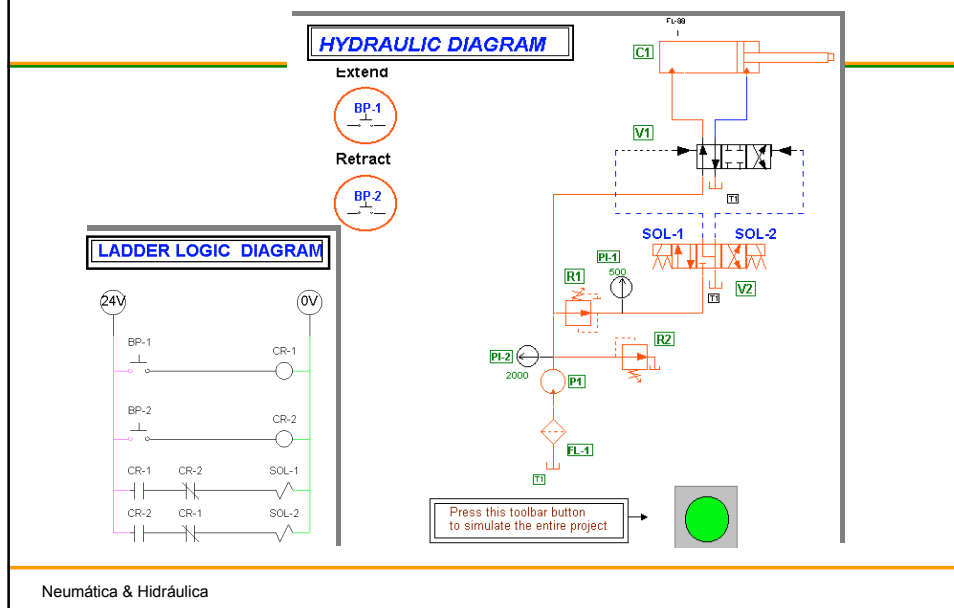 FL-88
HYDRAULIC DIAGRAM
C1
Extend
BP-1
V1
Retract
BP-2
T1
SOL-1 SOL-2
LADDER LOGIC DIAGRAM
PI-1
500
R1
V2
T1
24V 0V
R2
BP-1
CR-1
PI-2
2000
P1
BP-2
CR-2
FL-1
T1
CR-1 CR-2 SOL-1
CR-2 CR-1 SOL-2
Press this toolbar button
to simulate the entire project
Neumática & Hidráulica